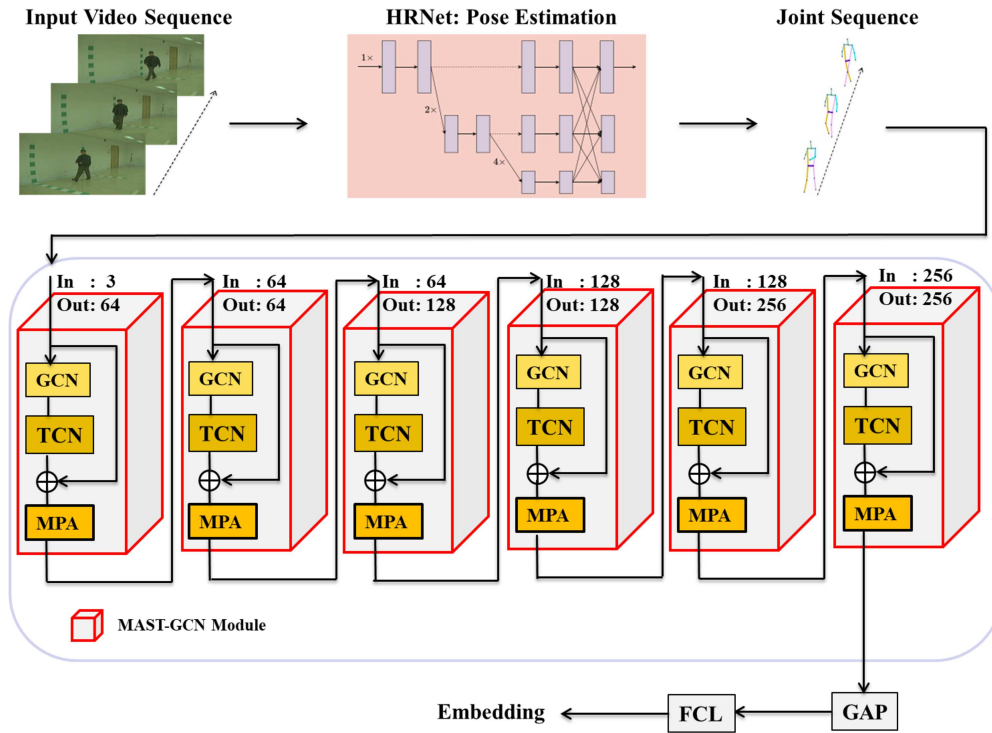 Input Video Sequence
HRNet: Pose Estimation
Joint Sequence
1×
2×
4×
In : 3
Out: 64
In : 64
Out: 64
In : 64
Out: 128
In : 128
Out: 128
In : 128
Out: 256
In : 256
Out: 256
GCN
TCN
MPA
GCN
TCN
MPA
GCN
TCN
MPA
GCN
TCN
MPA
GCN
TCN
MPA
GCN
TCN
MPA
MAST-GCN Module
Embedding
FCL
GAP